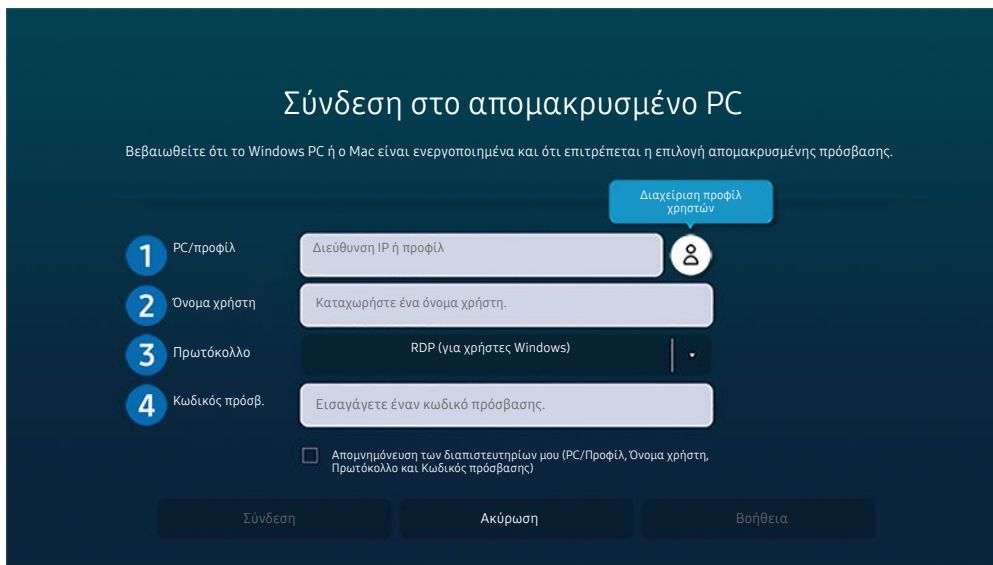 Σύνδεση στο απομακρυσμένο PC
Βεβαιωθείτε ότι το Windows PC ή ο Mac είναι ενεργοποιημένα και ότι επιτρέπεται η επιλογή απομακρυσμένης πρόσβασης.
Διαχείριση προφίλ
χρηστών
1 PC/προφίλ Διεύθυνση IP ή προφίλ
2 Όνομα χρήστη Καταχωρήστε ένα όνομα χρήστη.
3 Πρωτόκολλο RDP (για χρήστες Windows)
4 Κωδικός πρόσβ. Εισαγάγετε έναν κωδικό πρόσβασης.
Απομνημόνευση των διαπιστευτηρίων μου (PC/Προφίλ, Όνομα χρήστη,
Πρωτόκολλο και Κωδικός πρόσβασης)
Σύνδεση Ακύρωση Βοήθεια